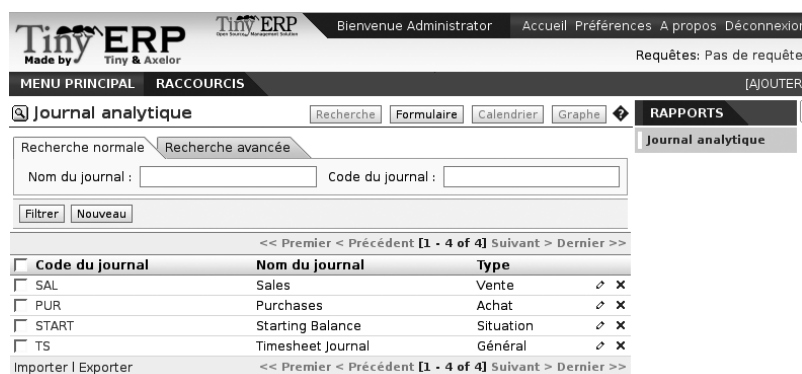 Tiny ERP
Made by Tiny & Axelor
Tiny ERP
Open Source Management Solution
Bienvenue Administrator
Accueil Préférences A propos Déconnexion
Requêtes: Pas de requête
MENU PRINCIPAL RACCOURCIS
[AJOUTER
Journal analytique
Recherche Formulaire Calendrier Graphe
RAPPORTS
Journal analytique
Recherche normale Recherche avancée
Nom du journal : Code du journal :
Filtrer Nouveau
<< Premier < Précédent [1 - 4 of 4] Suivant > Dernier >>
Code du journal Nom du journal Type
SAL Sales Vente
PUR Purchases Achat
START Starting Balance Situation
TS Timesheet Journal Général
Importer | Exporter << Premier < Précédent [1 - 4 of 4] Suivant > Dernier >>